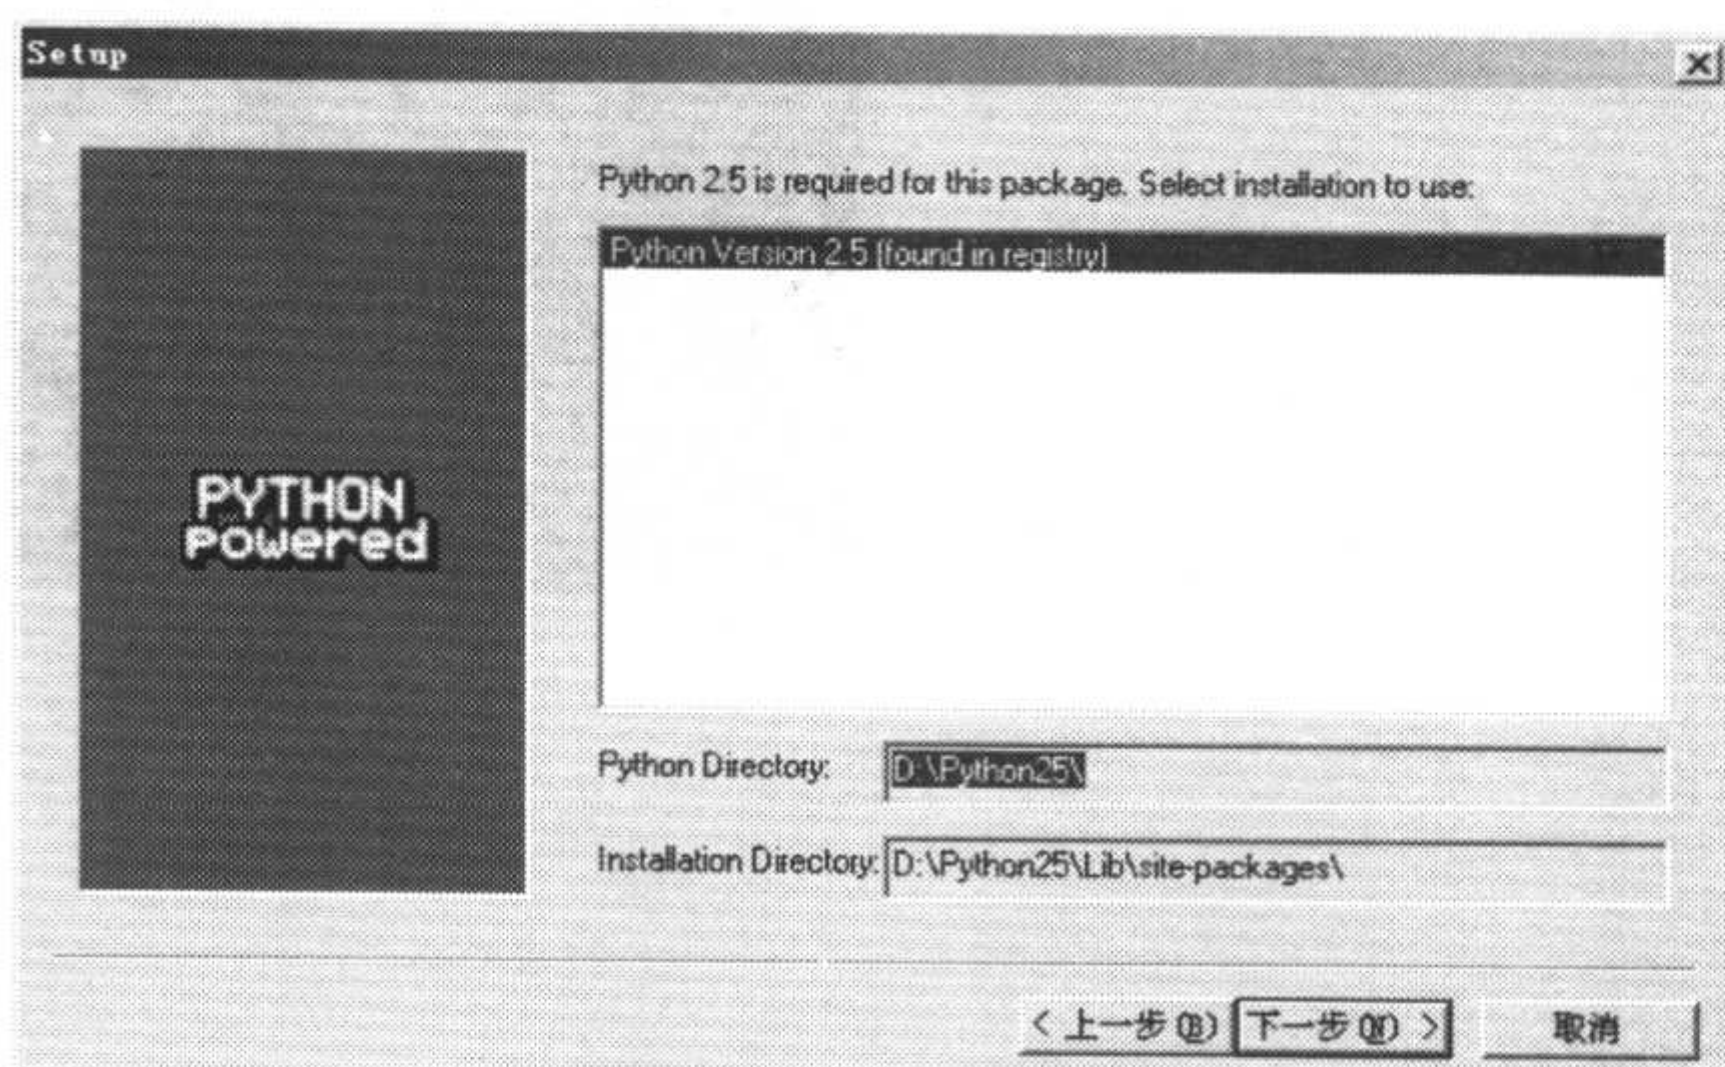 Setup
Python 2.5 is required for this package. Select installation to use:
Python Version 2.5 (found in registry)
PYTHON
powered
Python Directory: D:\Python25\
Installation Directory: D:\Python25\Lib\site-packages\
< 上一步(B) 下一步(N) > 取消